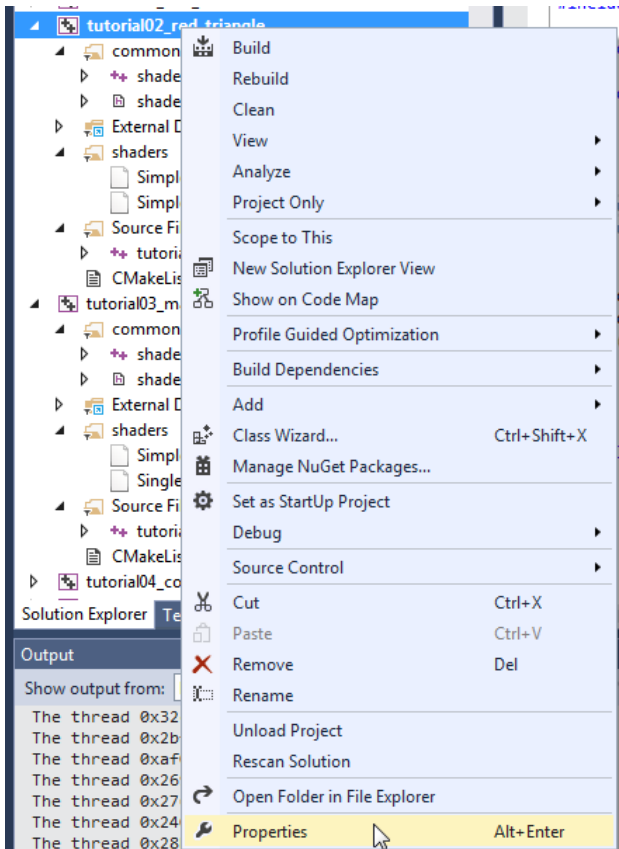 #includ
tutorial02_red_triangle
common
shade
shade
External D
shaders
Simpl
Simpl
Source Fi
tutoria
CMakeLis
tutorial03_m
common
shade
shade
External D
shaders
Simpl
Single
Source Fi
tutoria
CMakeLis
tutorial04_co
Solution Explorer Te
Output
Show output from:
The thread 0x32
The thread 0x2b
The thread 0xaf
The thread 0x26
The thread 0x27
The thread 0x24
The thread 0x28
Build
Rebuild
Clean
View
Analyze
Project Only
Scope to This
New Solution Explorer View
Show on Code Map
Profile Guided Optimization
Build Dependencies
Add
Class Wizard... Ctrl+Shift+X
Manage NuGet Packages...
Set as StartUp Project
Debug
Source Control
Cut Ctrl+X
Paste Ctrl+V
Remove Del
Rename
Unload Project
Rescan Solution
Open Folder in File Explorer
Properties Alt+Enter